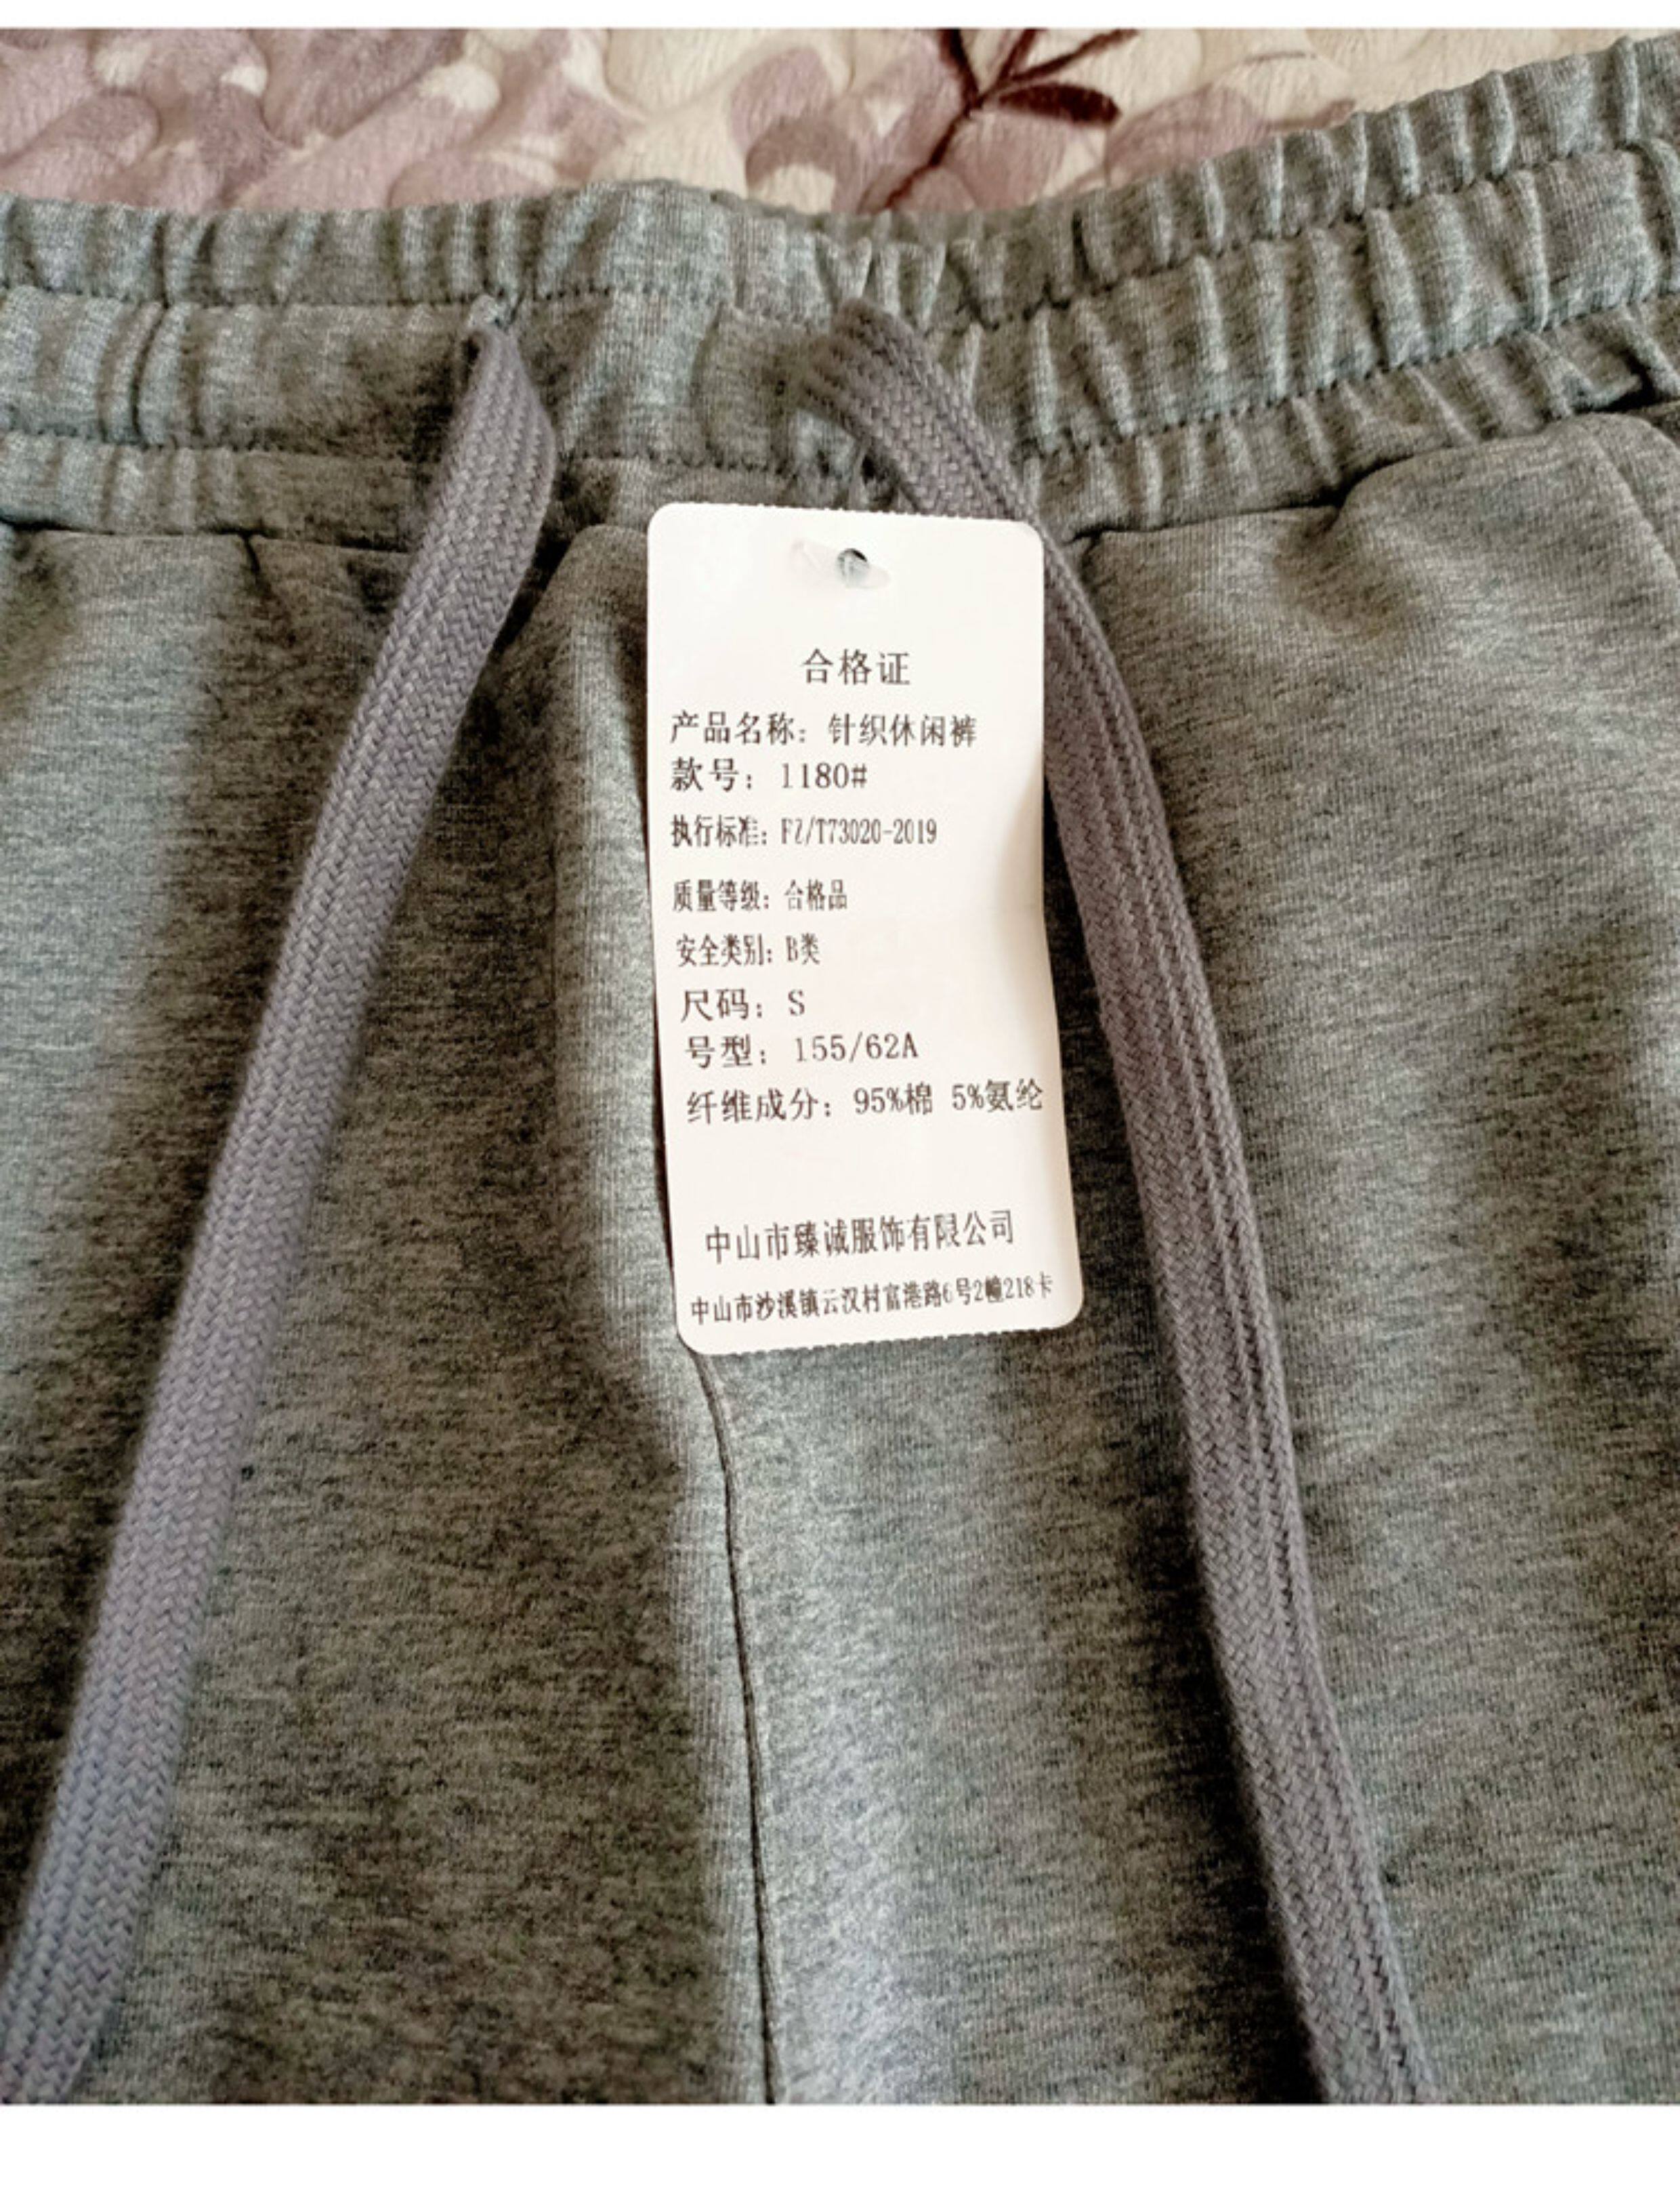 合格证
产品名称：针织休闲裤
款号：1180#
执行标准：FZ/T73020-2019
质量等级：合格品
安全类别：B类
尺码：S
号型：155/62A
纤维成分：95%棉 5%氨纶
中山市臻诚服饰有限公司
中山市沙溪镇云汉村富港路6号2幢218卡